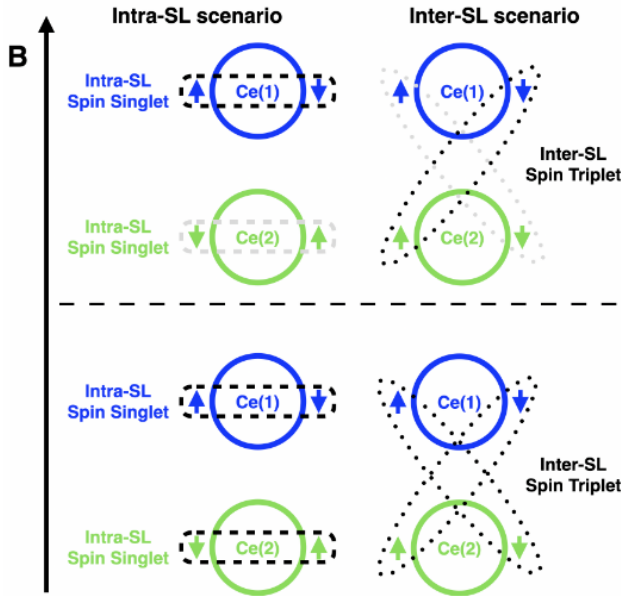 Intra-SL scenario
Inter-SL scenario
B
Intra-SL
Spin Singlet
Ce(1)
Ce(1)
Inter-SL
Spin Triplet
Intra-SL
Spin Singlet
Ce(2)
Ce(2)
Intra-SL
Spin Singlet
Ce(1)
Ce(1)
Inter-SL
Spin Triplet
Intra-SL
Spin Singlet
Ce(2)
Ce(2)